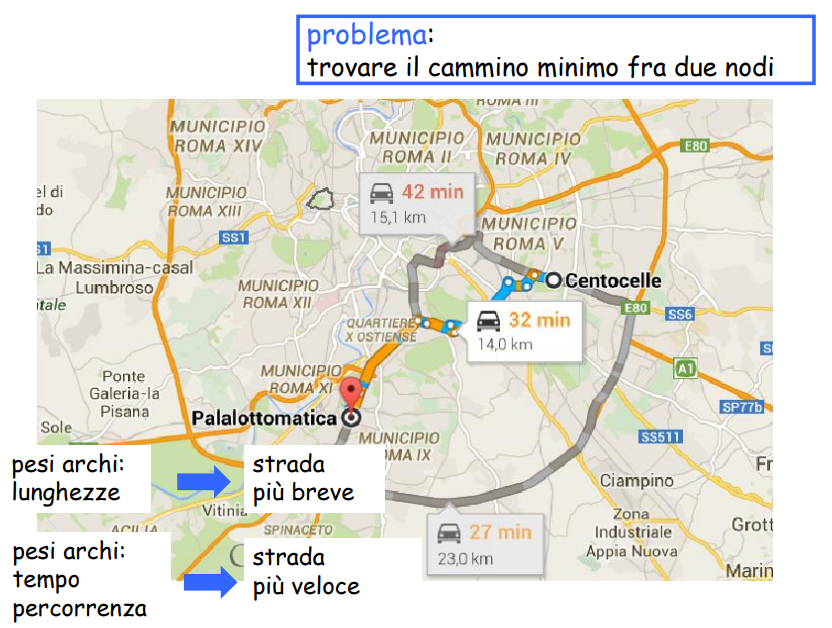 problema:
trovare il cammino minimo fra due nodi
ROMA III
MUNICIPIO
ROMA XIV
MUNICIPIO
ROMA II
MUNICIPIO
ROMA IV
E80
el di
do
MUNICIPIO
ROMA XIII
42 min
15,1 km
MUNICIPIO
ROMA V
SS1
S1
La Massimina-casal
Lumbroso
Centocelle
tale
MUNICIPIO
ROMA XII
E80
SS6
QUARTIERE
X OSTIENSE
32 min
14,0 km
Ponte
Galeria-la
Pisana
MUNICIPIO
ROMA XI
A1
Sole
Palalottomatica
SP77b
MUNICIPIO
OMA IX
SS511
pesi archi:
lunghezze
strada
più breve
Ciampino
Fr
Vitinia
ACILIA
SPINACETO
27 min
23,0 km
Zona
Industriale
Appia Nuova
Grott
Marin
pesi archi:
tempo
percorrenza
strada
più veloce